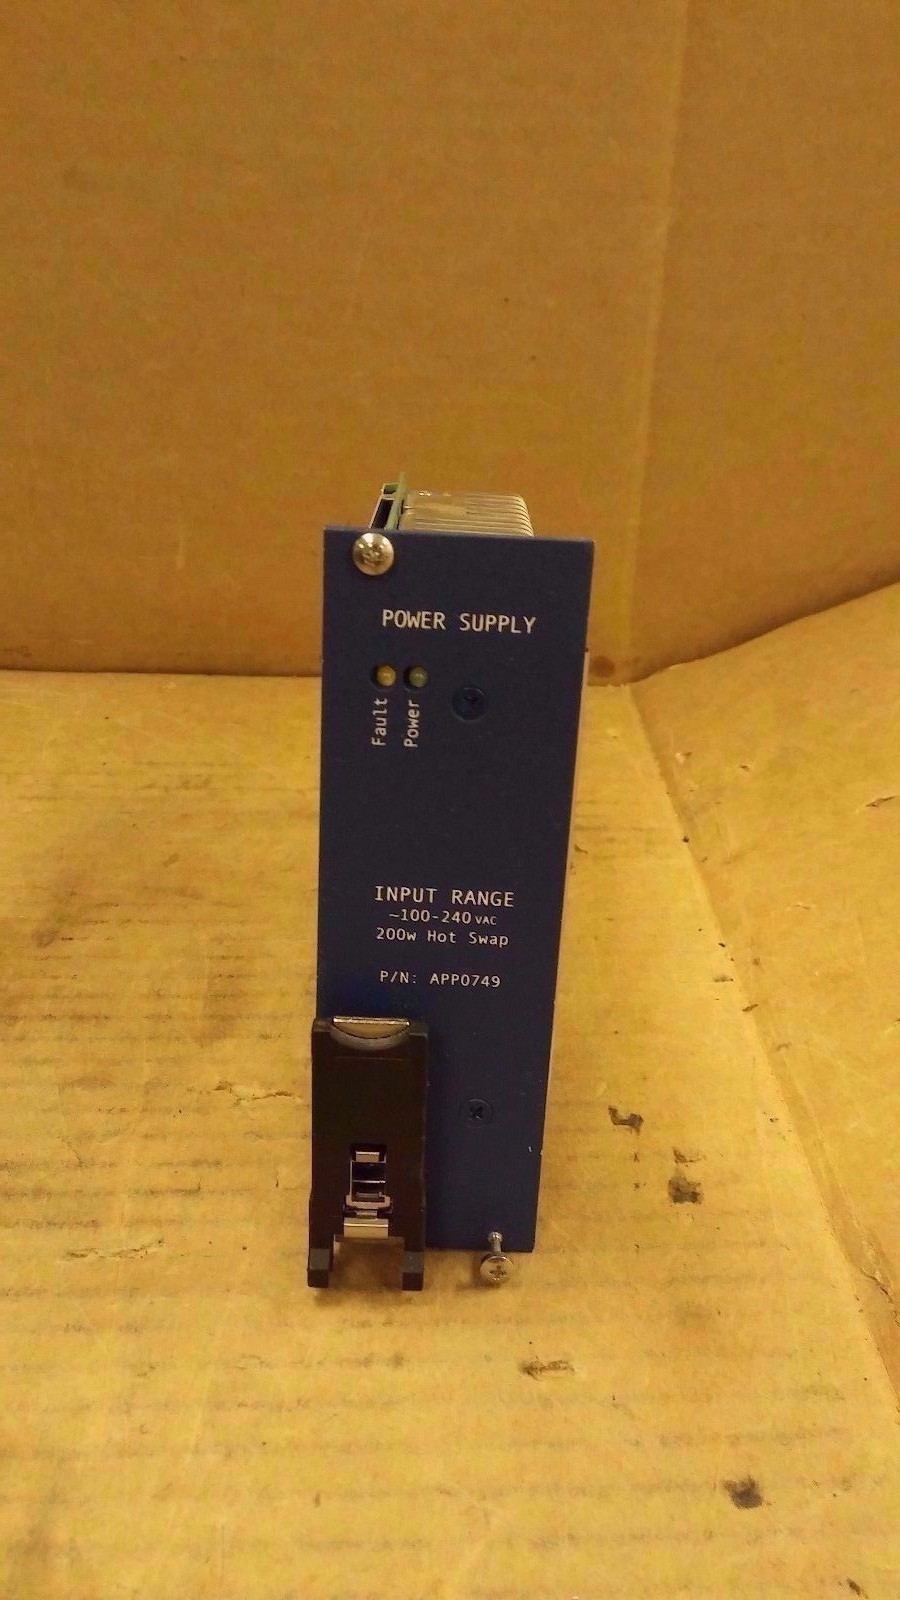 POWER SUPPLY
Fault
Power
INPUT RANGE
~100-240 VAC
200w Hot Swap
P/N: APP0749